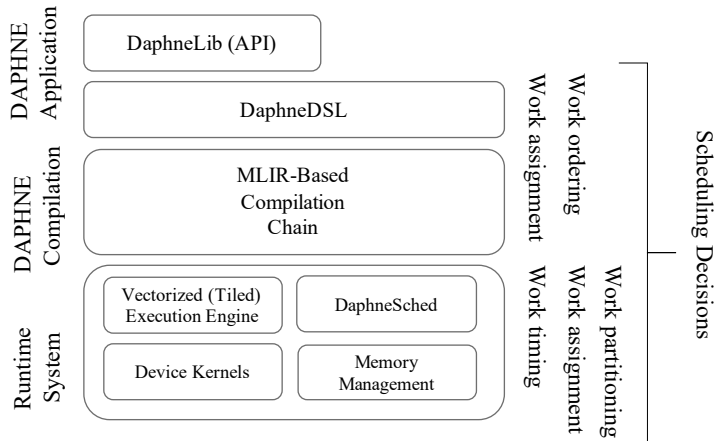 DAPHNE
Application
DaphneLib (API)
DaphneDSL
DAPHNE
Compilation
MLIR-Based
Compilation
Chain
Runtime
System
Vectorized (Tiled)
Execution Engine
DaphneSched
Device Kernels
Memory
Management
Work assignment
Work ordering
Work timing
Work assignment
Work partitioning
Scheduling Decisions